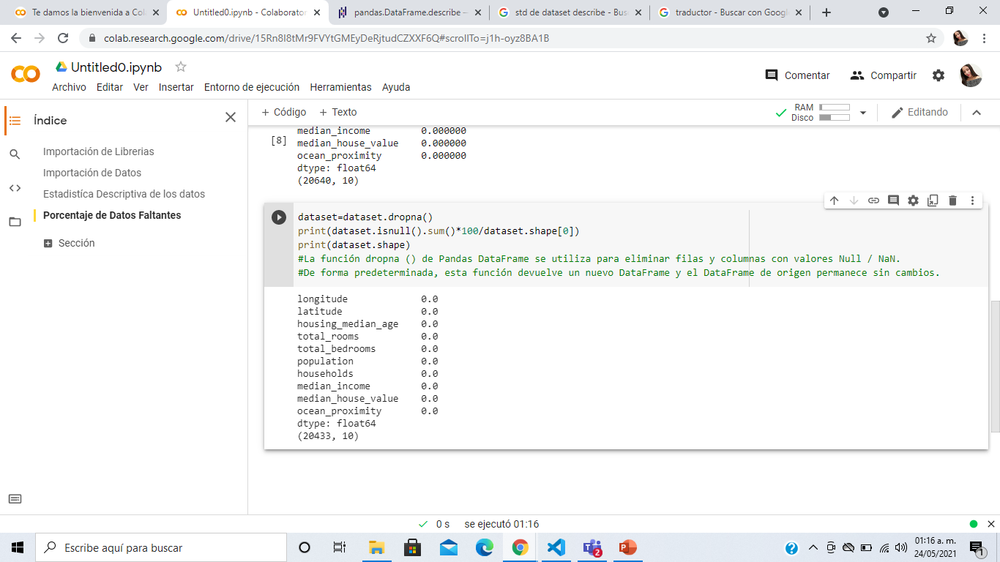 Te damos la bienvenida a Col
Untitled0.ipynb - Colaborator
pandas.DataFrame.describe —
std de dataset describe - Bus
traductor - Buscar con Google
colab.research.google.com/drive/15Rn8I8tMr9FVYtGMEyDeRjtudCZXXF6Q#scrollTo=j1h-oyz8BA1B
Untitled0.ipynb
Archivo Editar Ver Insertar Entorno de ejecución Herramientas Ayuda
Comentar
Compartir
Índice
Importación de Librerias
Importación de Datos
Estadistíca Descriptiva de los datos
Porcentaje de Datos Faltantes
Sección
+ Código + Texto
RAM
Disco
Editando
[8]
median_income 0.000000
median_house_value 0.000000
ocean_proximity 0.000000
dtype: float64
(20640, 10)
dataset=dataset.dropna()
print(dataset.isnull().sum()*100/dataset.shape[0])
print(dataset.shape)
#La función dropna () de Pandas DataFrame se utiliza para eliminar filas y columnas con valores Null / NaN.
#De forma predeterminada, esta función devuelve un nuevo DataFrame y el DataFrame de origen permanece sin cambios.
longitude 0.0
latitude 0.0
housing_median_age 0.0
total_rooms 0.0
total_bedrooms 0.0
population 0.0
households 0.0
median_income 0.0
median_house_value 0.0
ocean_proximity 0.0
dtype: float64
(20433, 10)
0 s se ejecutó 01:16
Escribe aquí para buscar
2
01:16 a. m.
24/05/2021
1